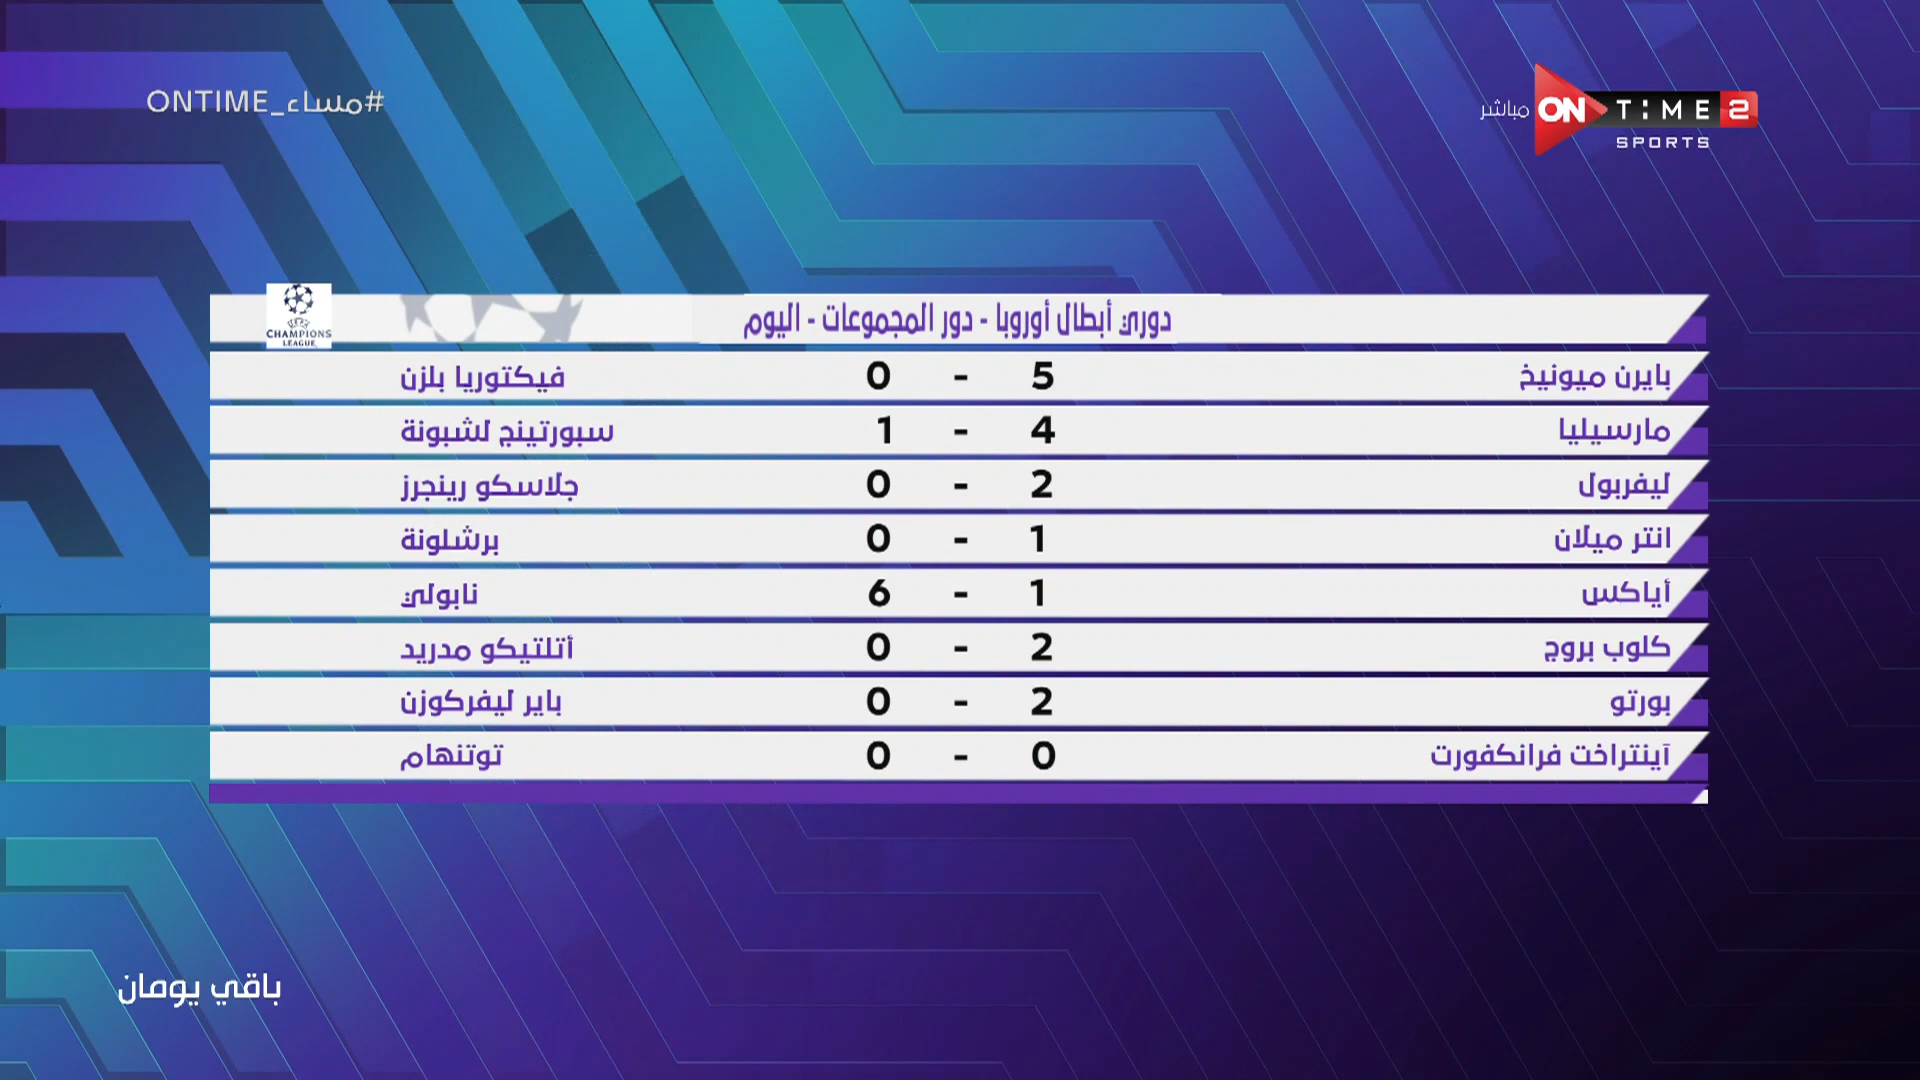 #مساء_ONTIME
مباشر
ON TIME 2
SPORTS
CHAMPIONS
LEAGUE
دوري أبطال أوروبا - دور المجموعات - اليوم
بايرن ميونيخ 5 - 0 فيكتوريا بلزن
مارسيليا 4 - 1 سبورتينج لشبونة
ليفربول 2 - 0 جلاسكو رينجرز
انتر ميلان 1 - 0 برشلونة
أياكس 1 - 6 نابولي
كلوب بروج 2 - 0 أتلتيكو مدريد
بورتو 2 - 0 باير ليفركوزن
آينتراخت فرانكفورت 0 - 0 توتنهام
باقي يومان